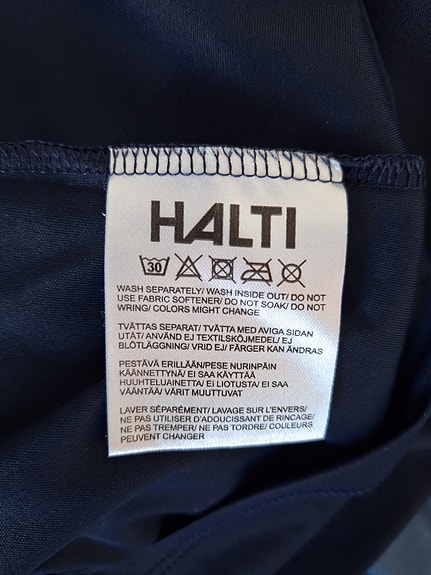 HALTI
30
WASH SEPARATELY/ WASH INSIDE OUT/ DO NOT
USE FABRIC SOFTENER/ DO NOT SOAK/ DO NOT
WRING/ COLORS MIGHT CHANGE
TVÄTTAS SEPARAT/ TVÄTTA MED AVIGA SIDAN
UTÅT/ ANVÄND EJ TEXTILSKÖJMEDEL/ EJ
BLÖTLÄGGNING/ VRID EJ/ FÄRGER KAN ÄNDRAS
PESTÄVÄ ERILLÄÄN/PESE NURINPÄIN
KÄÄNNETTYNÄ/ EI SAA KÄYTTÄÄ
HUUHTELUAINETTA/ EI LIOTUSTA/ EI SAA
VÄÄNTÄÄ/ VÄRIT MUUTTUVAT
LAVER SÉPARÉMENT/ LAVAGE SUR L'ENVERS/
NE PAS UTILISER D'ADOUCISSANT DE RINCAGE/
NE PAS TREMPER/ NE PAS TORDRE/ COULEURS
PEUVENT CHANGER